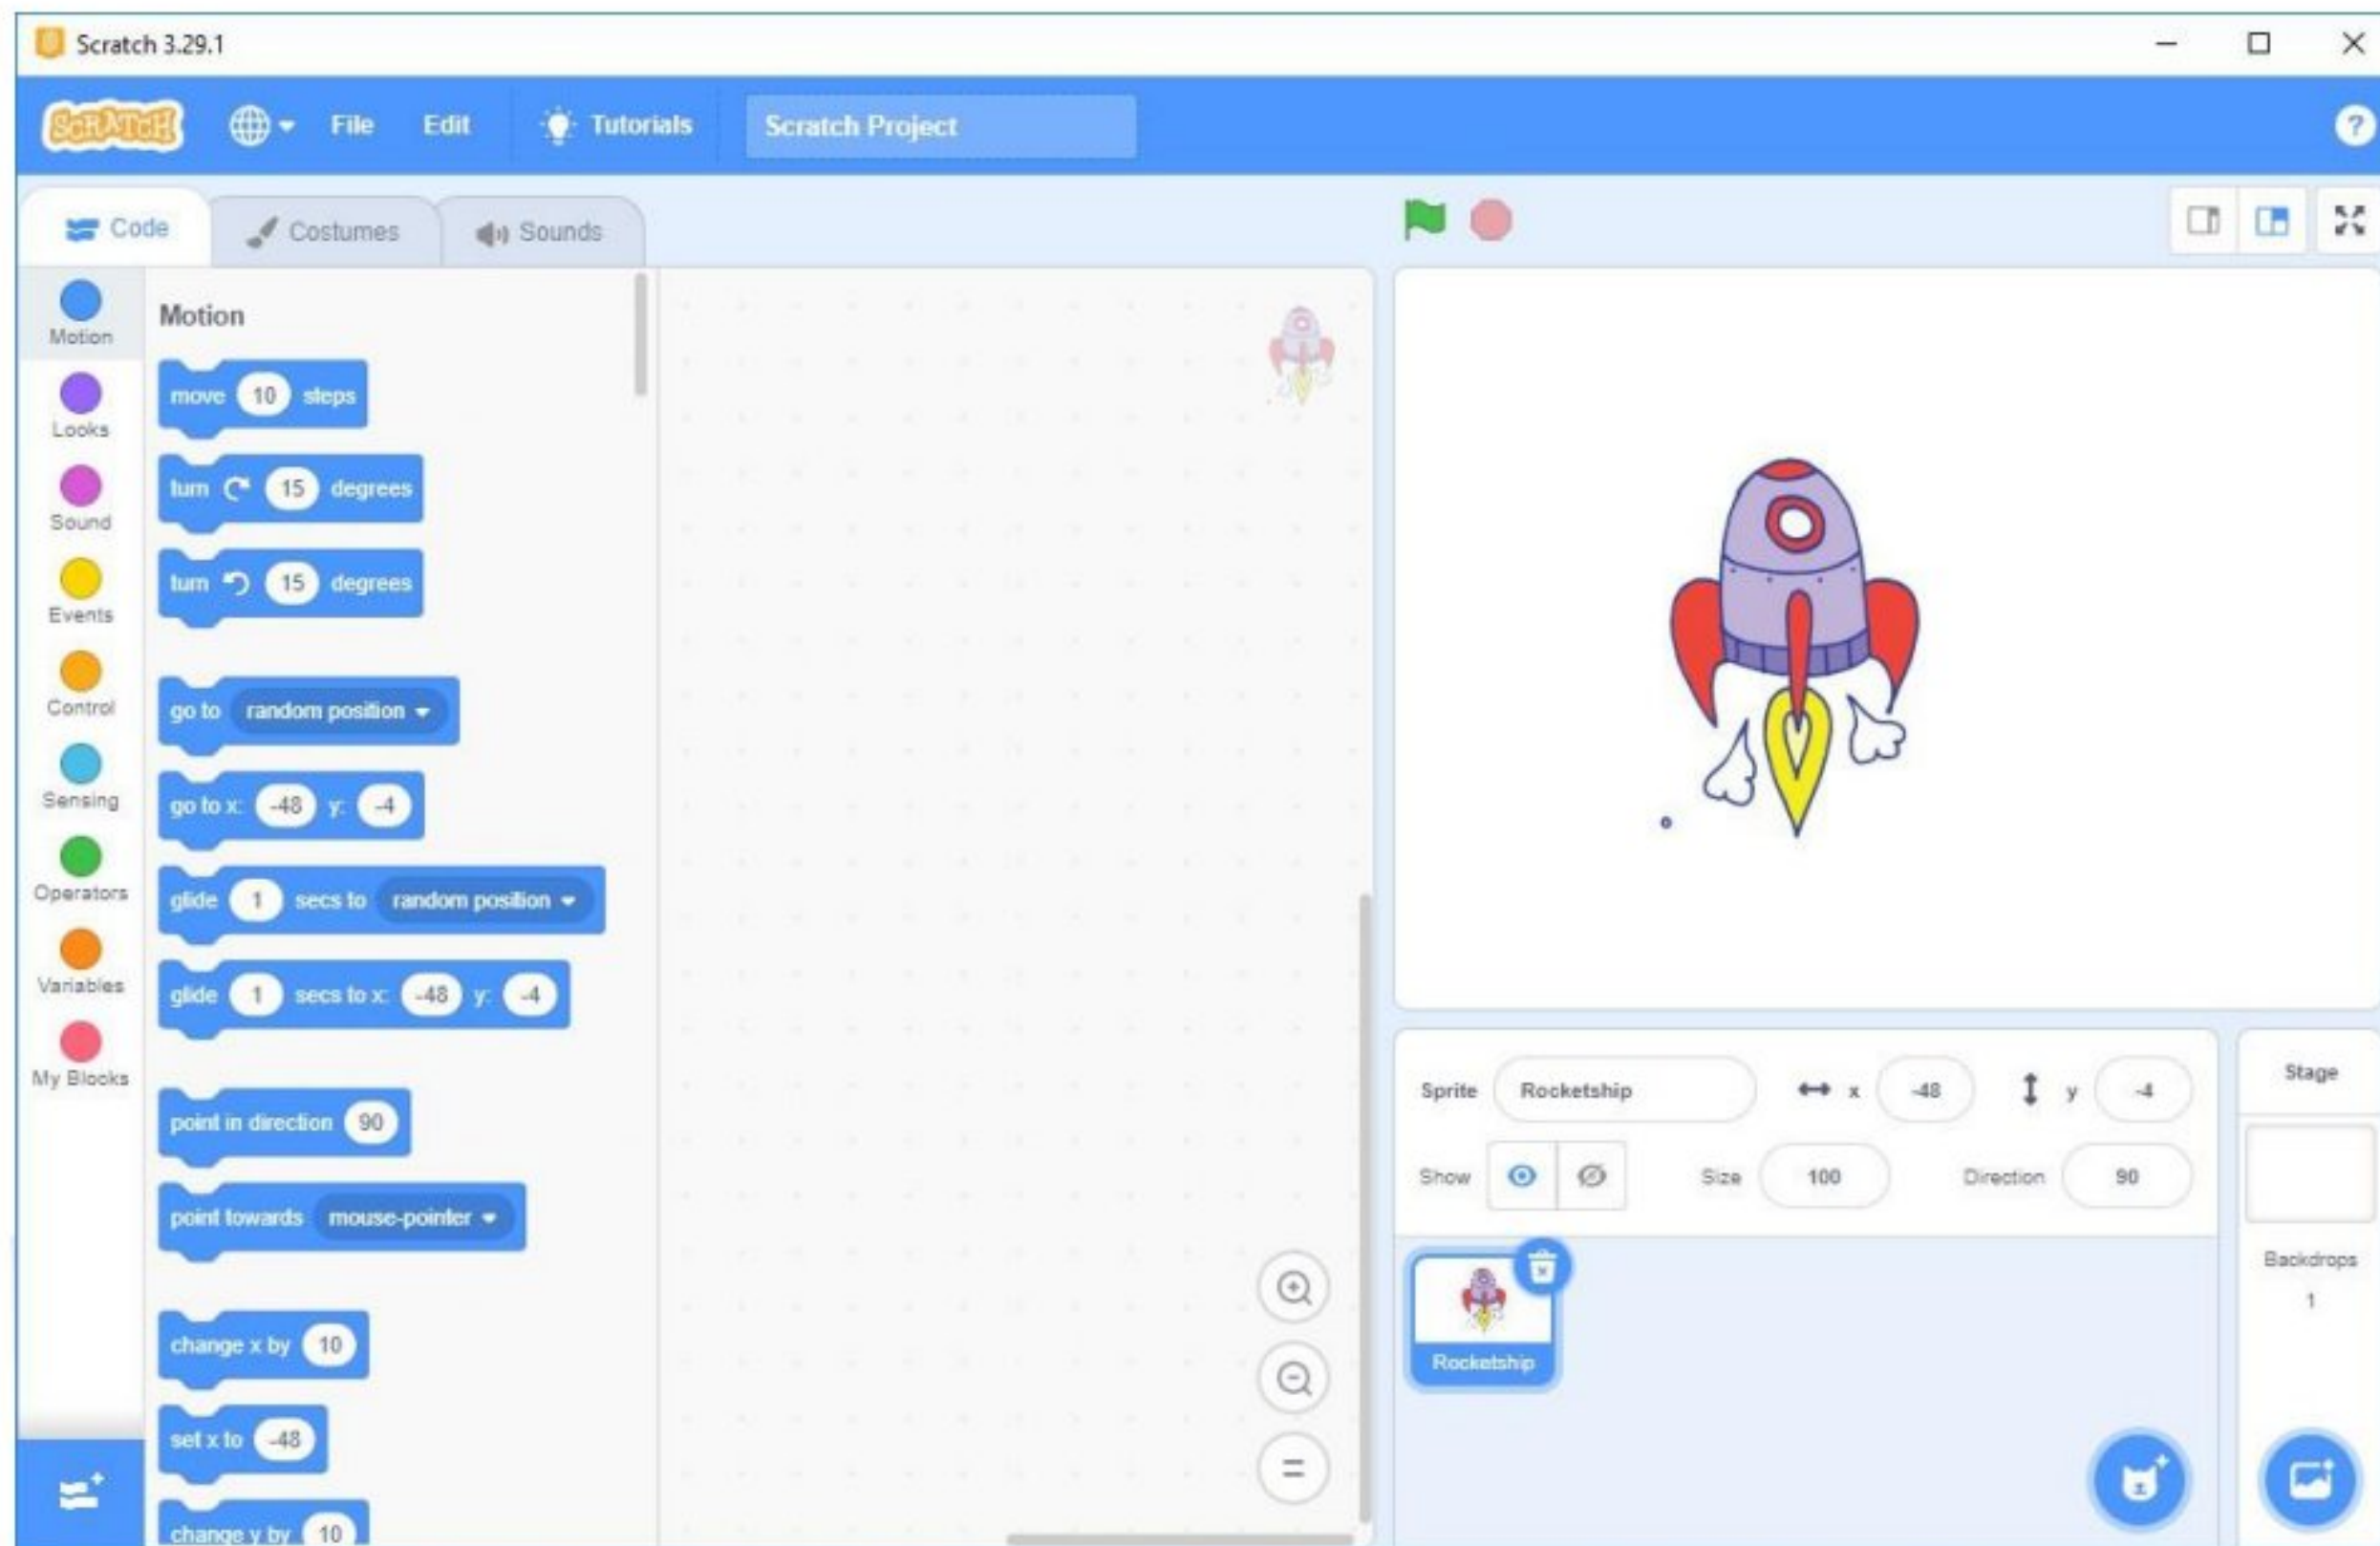 Scratch 3.29.1
SCRATCH File Edit Tutorials Scratch Project ?
Code Costumes Sounds
Motion
Looks
Sound
Events
Control
Sensing
Operators
Variables
My Blocks
Motion
move 10 steps
turn 15 degrees
turn 15 degrees
go to random position
go to x: -48 y: -4
glide 1 secs to random position
glide 1 secs to x: -48 y: -4
point in direction 90
point towards mouse-pointer
change x by 10
set x to -48
change y by 10
Sprite Rocketship x -48 y -4
Show Size 100 Direction 90
Rocketship
Stage
Backdrops
1